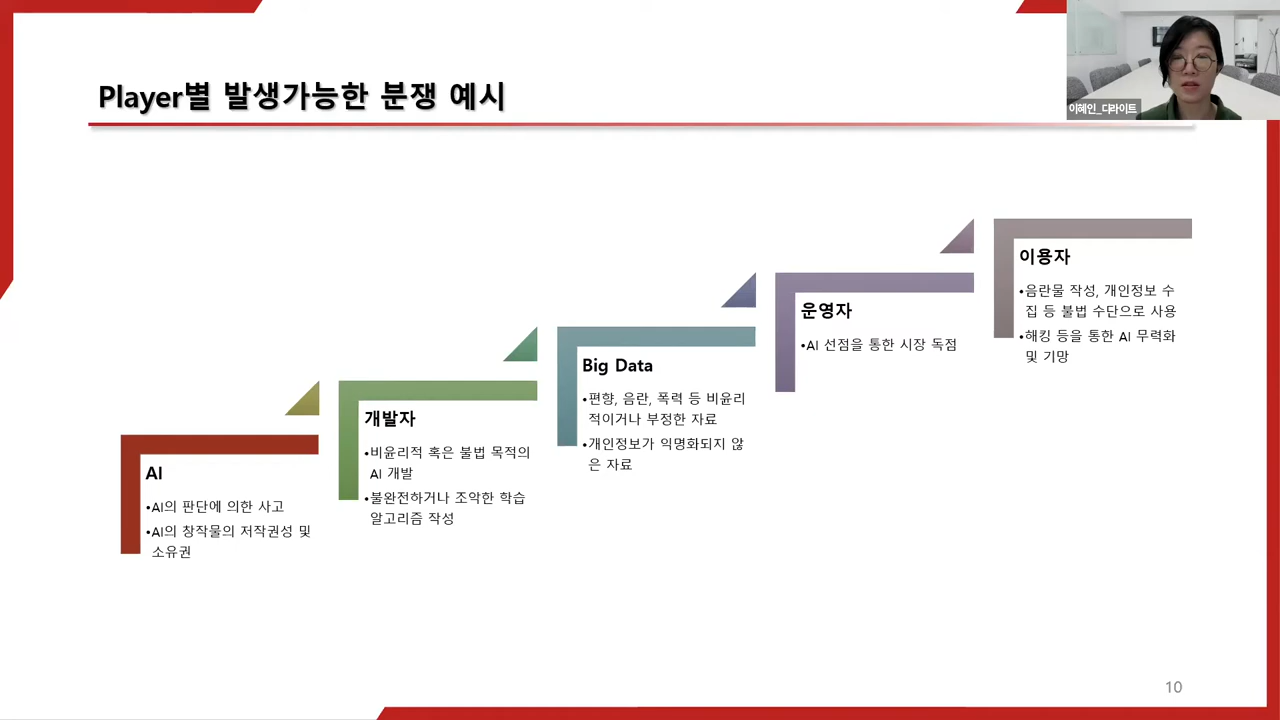 Player별 발생가능한 분쟁 예시
이혜인_디라이트
AI
•AI의 판단에 의한 사고
•AI의 창작물의 저작권성 및
소유권
개발자
•비윤리적 혹은 불법 목적의
AI 개발
•불완전하거나 조악한 학습
알고리즘 작성
Big Data
•편향, 음란, 폭력 등 비윤리
적이거나 부정한 자료
•개인정보가 익명화되지 않
은 자료
운영자
•AI 선점을 통한 시장 독점
이용자
•음란물 작성, 개인정보 수
집 등 불법 수단으로 사용
•해킹 등을 통한 AI 무력화
및 기망
10